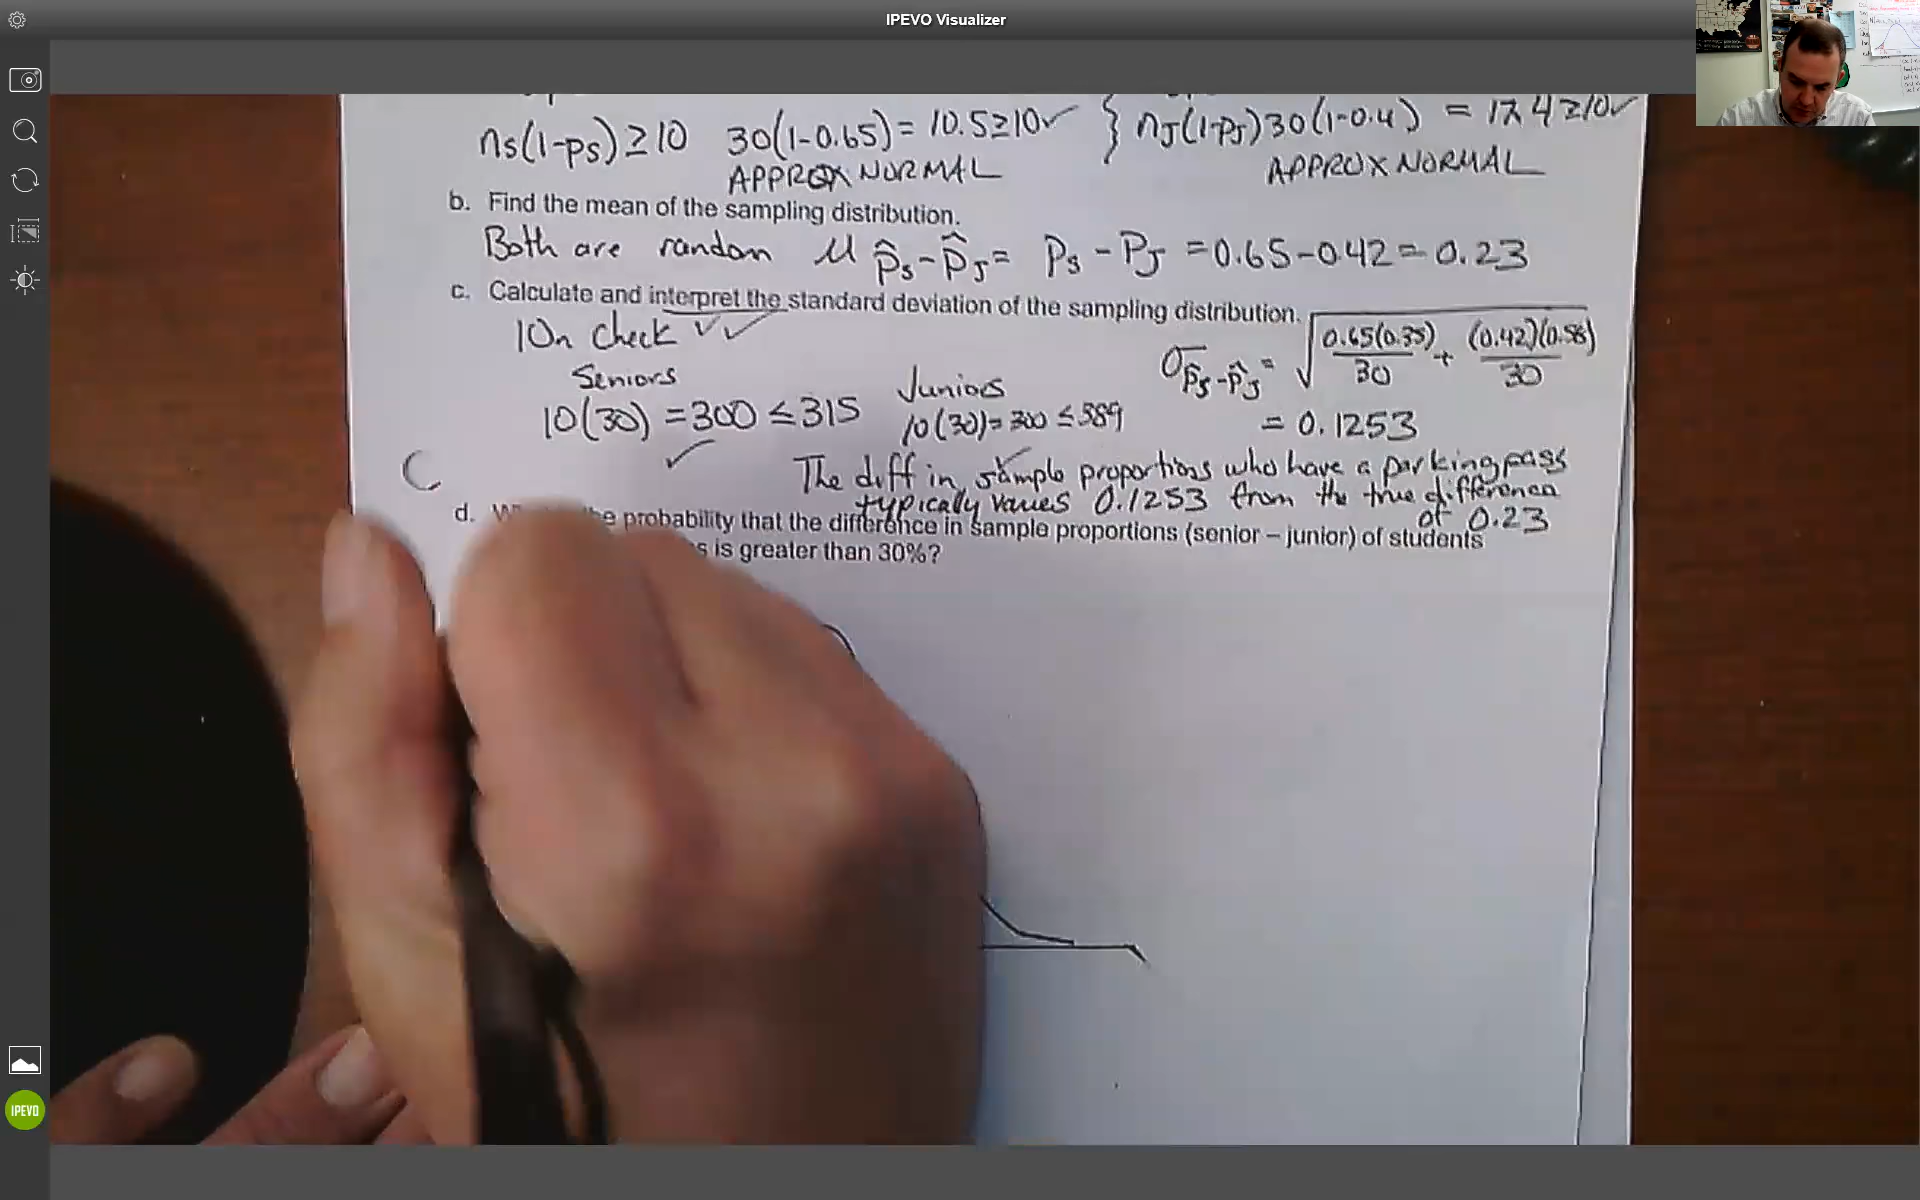 IPEVO Visualizer
ns(1-ps) ≥ 10 30(1-0.65) = 10.5 ≥ 10 ✓ } nJ(1-pJ) 30(1-0.4) = 17.4 ≥ 10 ✓
APPROX NORMAL APPROX NORMAL
b. Find the mean of the sampling distribution.
Both are random μ p̂s-p̂J = Ps - PJ = 0.65-0.42 = 0.23
c. Calculate and interpret the standard deviation of the sampling distribution.
10n check ✓✓
σp̂s-p̂J = √ 0.65(0.35)/30 + (0.42)(0.58)/30
Seniors Juniors
10(30) = 300 ≤ 315 10(30) = 300 ≤ 389 = 0.1253
✓ ✓
C The diff in sample proportions who have a parking pass
typically varies 0.1253 from the true difference
of 0.23
d. the probability that the difference in sample proportions (senior – junior) of students
is greater than 30%?
IPEVO